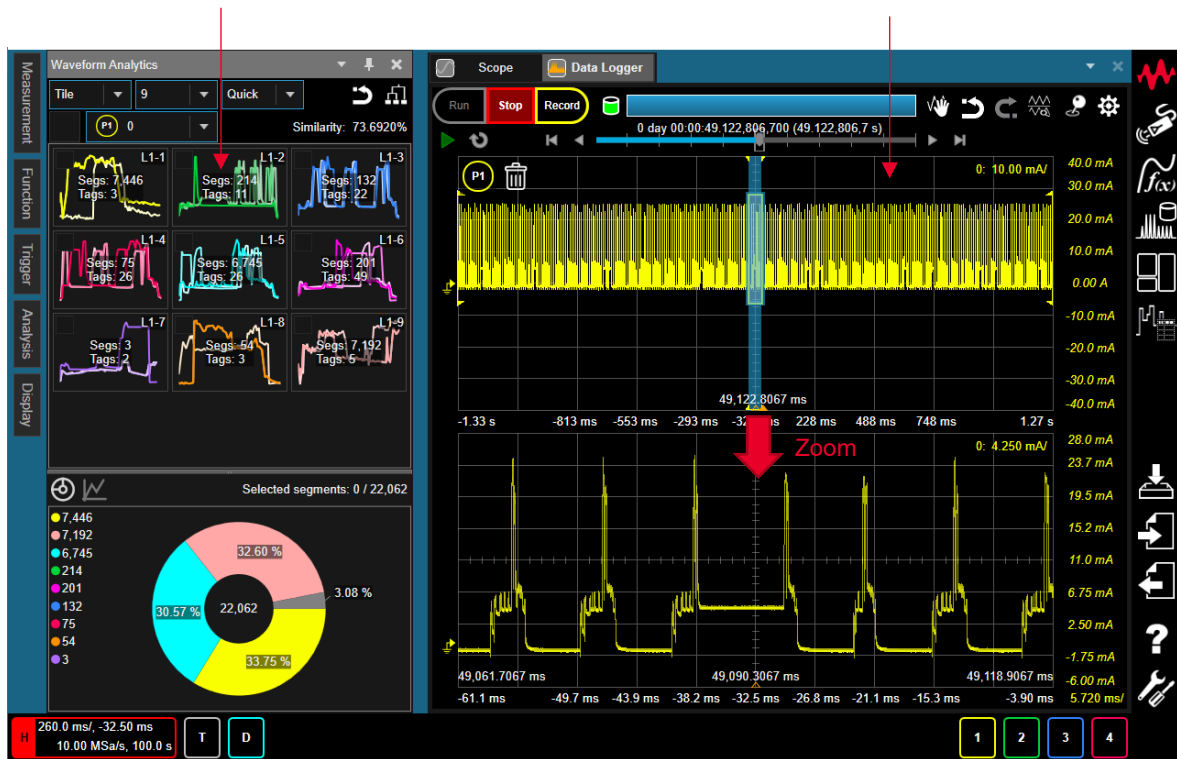 Waveform Analytics
Measurement
Function
Trigger
Analysis
Display
Tile
9
Quick
P1
0
Similarity: 73.6920%
L1-1
Segs: 7,446
Tags: 3
L1-2
Segs: 214
Tags: 11
L1-3
Segs: 132
Tags: 22
L1-4
Segs: 75
Tags: 26
L1-5
Segs: 6,745
Tags: 26
L1-6
Segs: 201
Tags: 49
L1-7
Segs: 3
Tags: 2
L1-8
Segs: 54
Tags: 3
L1-9
Segs: 7,192
Tags: 5
Selected segments: 0 / 22,062
7,446
7,192
6,745
214
201
132
75
54
3
32.60 %
3.08 %
30.57 %
22,062
33.75 %
Scope
Data Logger
Run
Stop
Record
0 day 00:00:49.122,806,700 (49.122,806,7 s)
P1
0: 10.00 mA/
40.0 mA
30.0 mA
20.0 mA
10.0 mA
0.00 A
-10.0 mA
-20.0 mA
-30.0 mA
-40.0 mA
49,122.8067 ms
-1.33 s
-813 ms
-553 ms
-293 ms
228 ms
488 ms
748 ms
1.27 s
Zoom
0: 4.250 mA/
28.0 mA
23.7 mA
19.5 mA
15.2 mA
11.0 mA
6.75 mA
2.50 mA
-1.75 mA
-6.00 mA
49,061.7067 ms
49,090.3067 ms
49,118.9067 ms
-61.1 ms
-49.7 ms
-43.9 ms
-38.2 ms
-32.5 ms
-26.8 ms
-21.1 ms
-15.3 ms
-3.90 ms
5.720 ms/
f(x)
?
H
260.0 ms/, -32.50 ms
10.00 MSa/s, 100.0 s
T
D
1
2
3
4